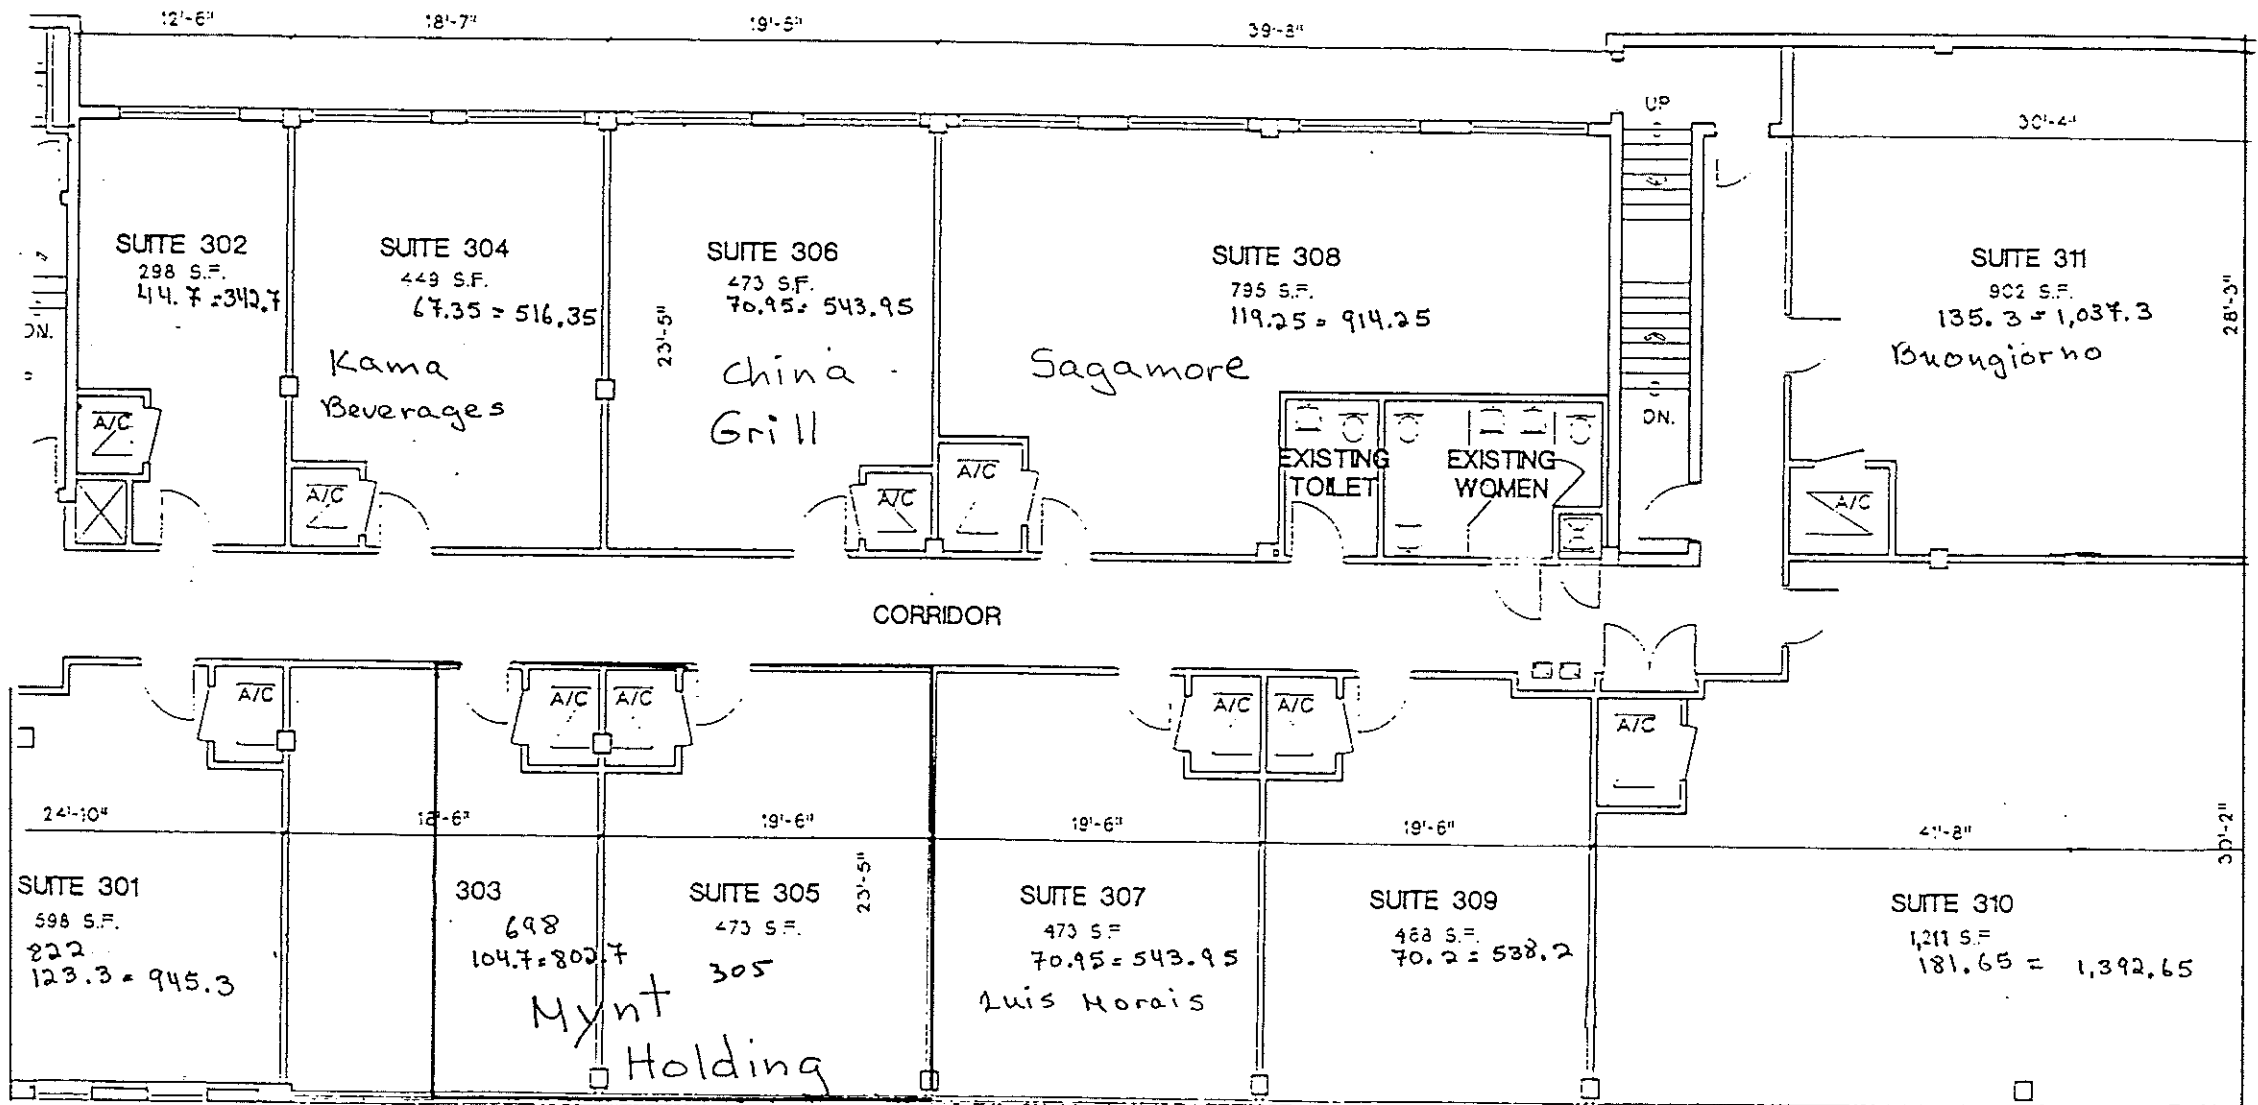 12'-6"
18'-7"
19'-5"
39'-8"
UP
30'-4"
SUITE 302
298 S.F.
44.7 = 342.7
SUITE 304
449 S.F.
67.35 = 516.35
Kama
Beverages
SUITE 306
473 S.F.
70.95 = 543.95
23'-5"
China
Grill
SUITE 308
795 S.F.
119.25 = 914.25
Sagamore
SUITE 311
902 S.F.
135.3 = 1,037.3
Buongiorno
28'-3"
DN.
DN.
A/C
A/C
A/C
A/C
EXISTING
TOILET
EXISTING
WOMEN
A/C
CORRIDOR
A/C
A/C
A/C
A/C
A/C
A/C
24'-10"
18'-6"
19'-6"
19'-6"
19'-6"
41'-8"
30'-2"
SUITE 301
598 S.F.
822
123.3 = 945.3
303
698
104.7 = 802.7
SUITE 305
473 S.F.
305
23'-5"
Mynt
Holding
SUITE 307
473 S.F.
70.95 = 543.95
Luis Morais
SUITE 309
468 S.F.
70.2 = 538.2
SUITE 310
1,211 S.F.
181.65 = 1,392.65